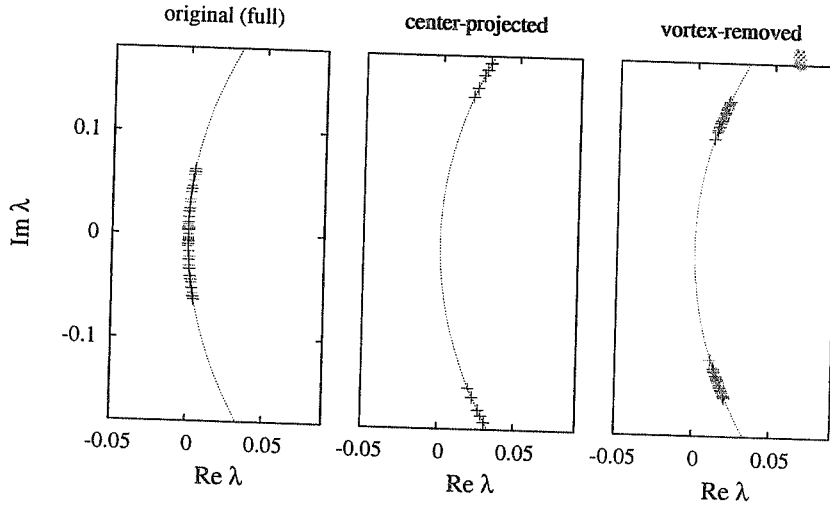 original (full)
center-projected
vortex-removed
Im λ
0.1
0
-0.1
-0.05
0
0.05
-0.05
0
0.05
-0.05
0
0.05
Re λ
Re λ
Re λ